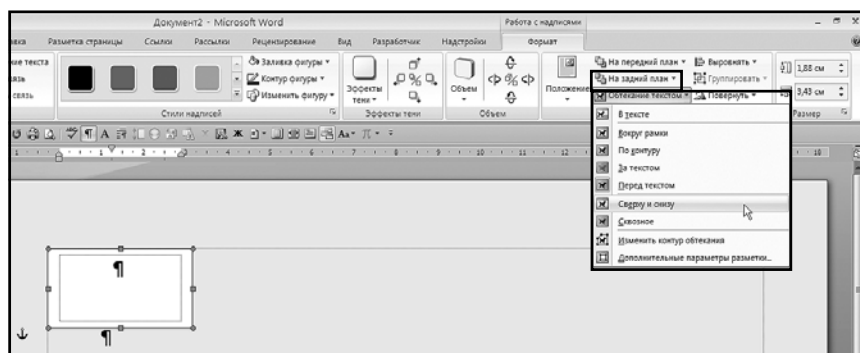 Документ2 - Microsoft Word
Работа с надписями
Разметка страницы Ссылки Рассылки Рецензирование Вид Разработчик Надстройки Формат
Заливка фигуры
Контур фигуры
Изменить фигуру
Стили надписей
Эффекты тени
Эффекты тени
Объем
Объем
Положение
На передний план
На задний план
Обтекание текстом
Выровнять
Группировать
Повернуть
1,88 см
3,43 см
Размер
В тексте
Вокруг рамки
По контуру
За текстом
Перед текстом
Сверху и снизу
Сквозное
Изменить контур обтекания
Дополнительные параметры разметки...
¶
¶